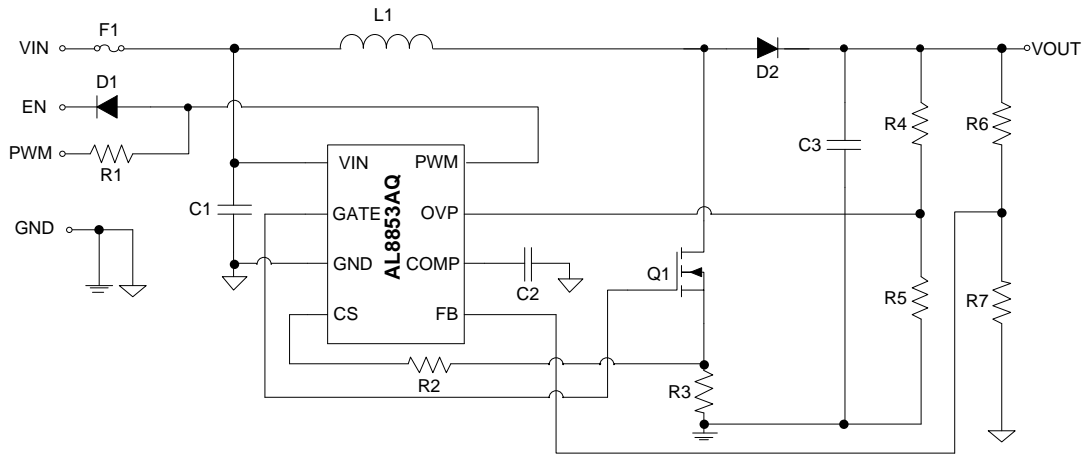 L1
F1
VIN
VOUT
D2
D1
EN
R4
R6
PWM
R1
C3
VIN
PWM
C1
GATE
AL8853AQ
OVP
GND
GND
COMP
Q1
C2
R5
R7
CS
FB
R2
R3